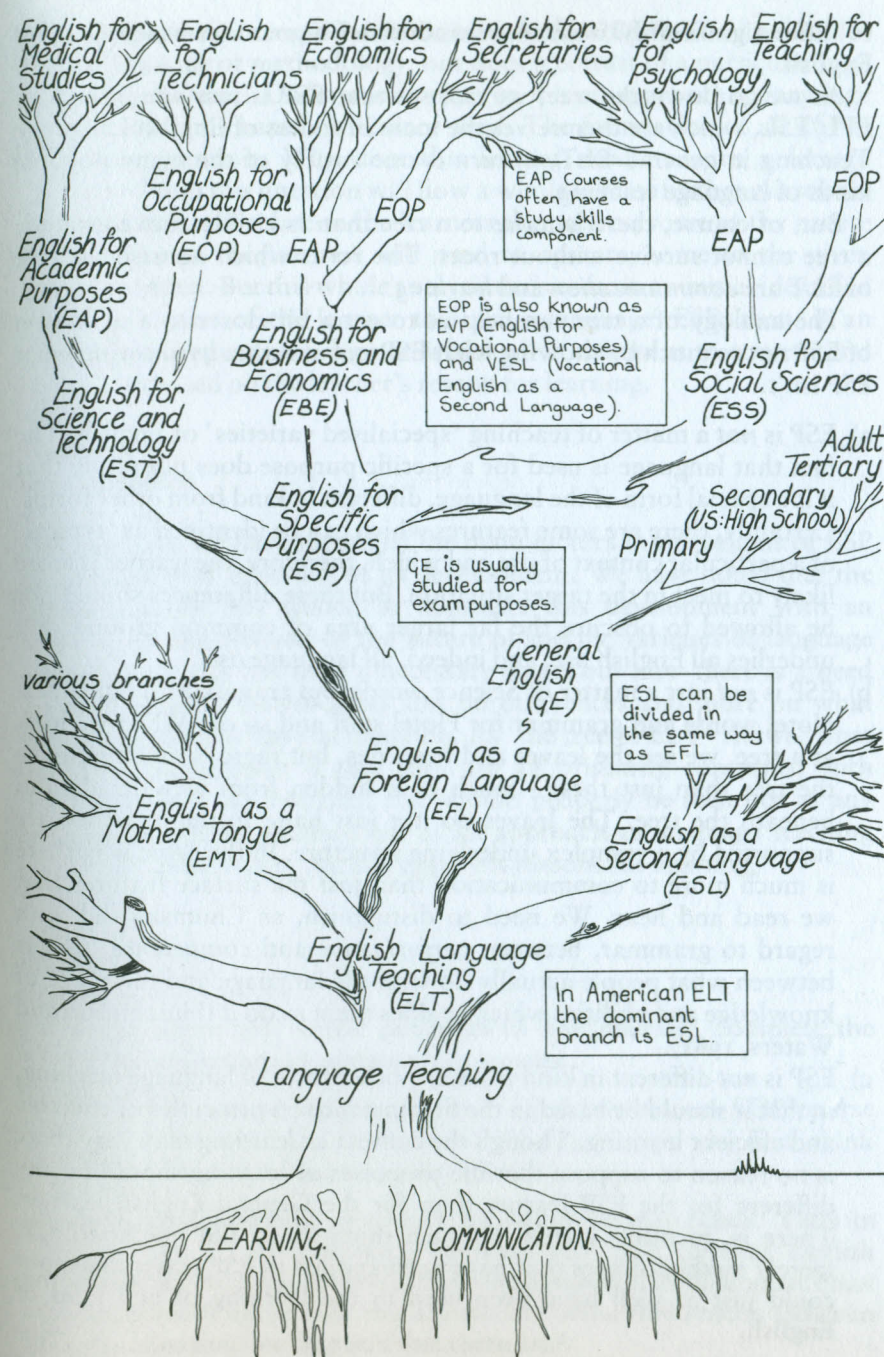 English for
Medical
Studies
English
for
Technicians
English for
Economics
English for
Secretaries
English
for
Psychology
English for
Teaching
EAP courses
often have a
study skills
component.
English for
Occupational
Purposes
(EOP)
EAP
EOP
EAP
EOP
English for
Academic
Purposes
(EAP)
EOP is also known as
EVP (English for
Vocational Purposes)
and VESL (Vocational
English as a
Second Language).
English for
Business and
Economics
(EBE)
English for
Social Sciences
(ESS)
English for
Science and
Technology
(EST)
Adult
Tertiary
Secondary
(US: High School)
Primary
English for
Specific
Purposes
(ESP)
GE is usually
studied for
exam purposes.
General
English
(GE)
various branches
ESL can be
divided in
the same way
as EFL.
English as a
Foreign Language
(EFL)
English as a
Mother Tongue
(EMT)
English as a
Second Language
(ESL)
English Language
Teaching
(ELT)
In American ELT
the dominant
branch is ESL.
Language Teaching
LEARNING
COMMUNICATION